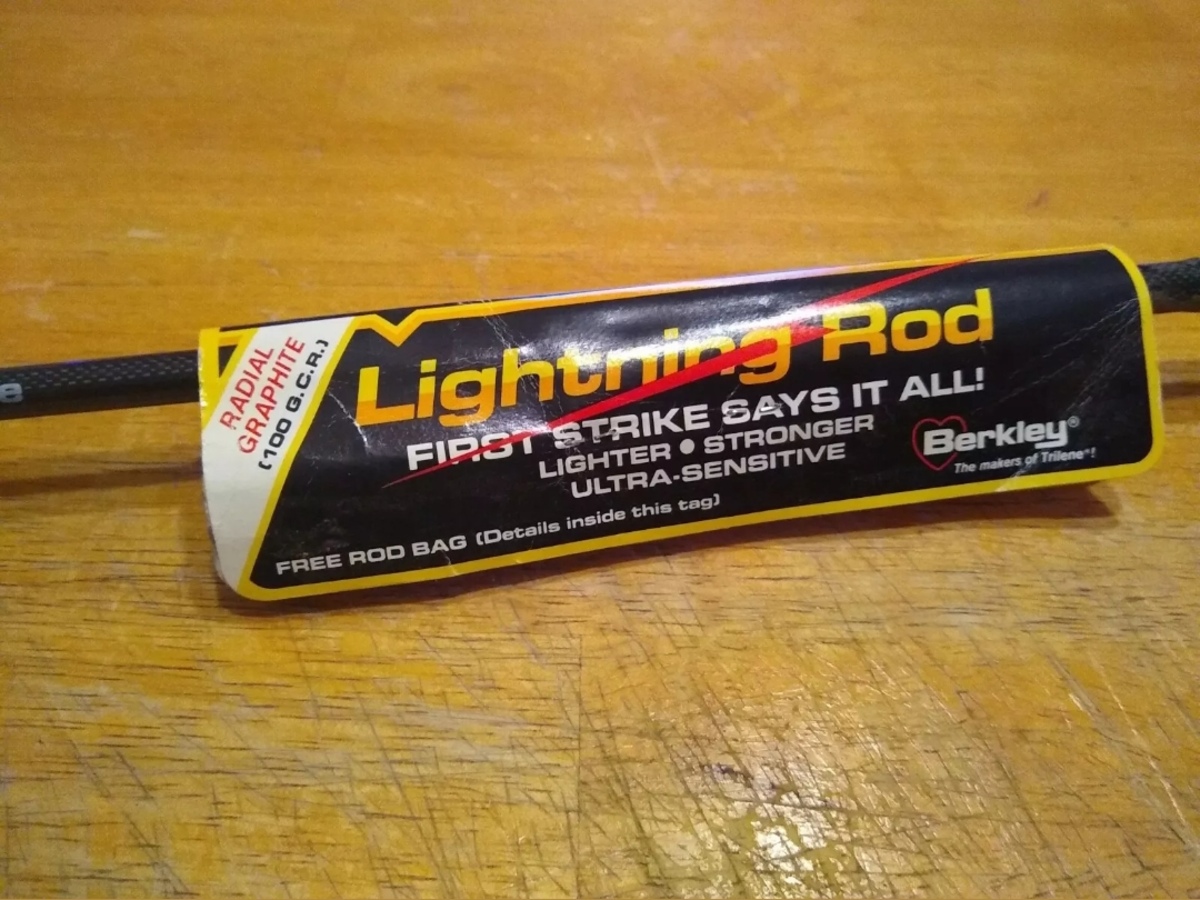 RADIAL
GRAPHITE
(100 G.C.R.)
Lightning Rod
FIRST STRIKE SAYS IT ALL!
LIGHTER • STRONGER
ULTRA-SENSITIVE
Berkley®
The makers of Trilene®!
FREE ROD BAG (Details inside this tag)